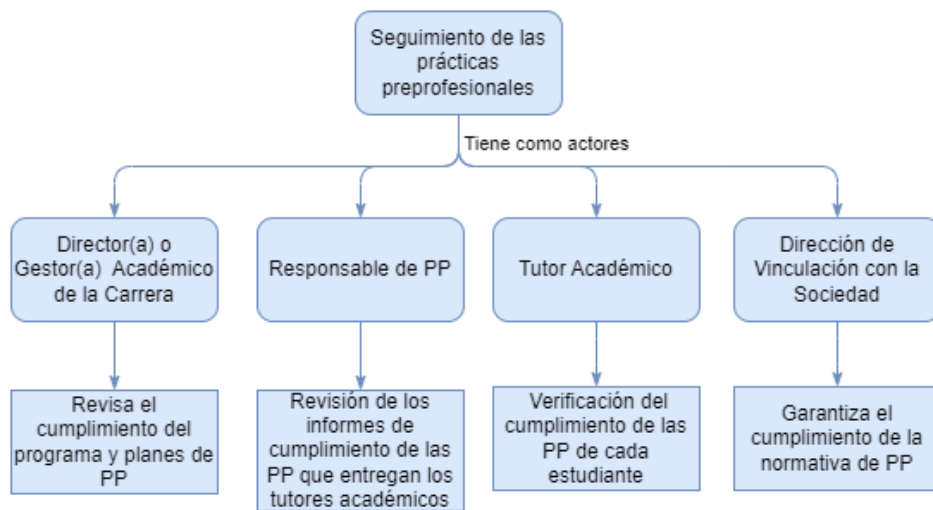 Seguimiento de las
prácticas
preprofesionales
Tiene como actores
Director(a) o
Gestor(a) Académico
de la Carrera
Responsable de PP
Tutor Académico
Dirección de
Vinculación con la
Sociedad
Revisa el
cumplimiento del
programa y planes de
PP
Revisión de los
informes de
cumplimiento de las
PP que entregan los
tutores académicos
Verificación del
cumplimiento de las
PP de cada
estudiante
Garantiza el
cumplimiento de la
normativa de PP